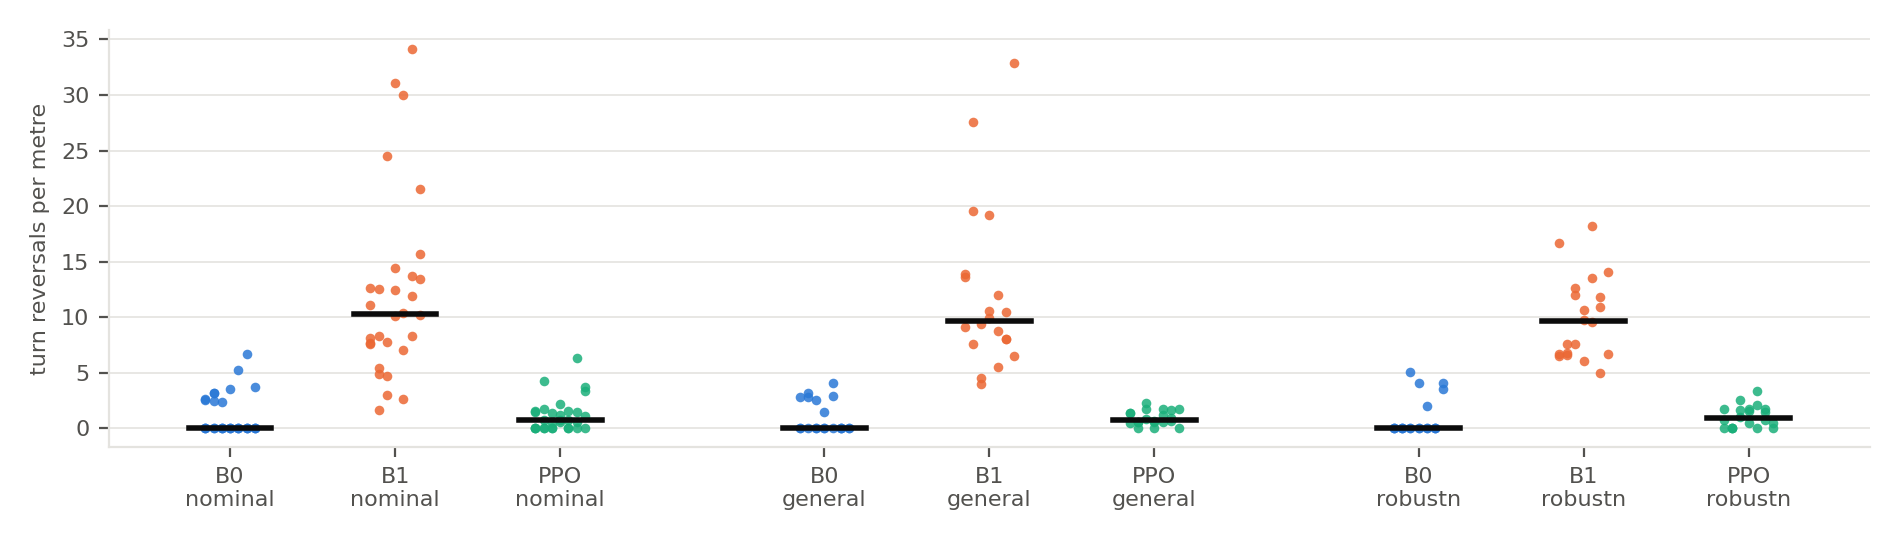 turn reversals per metre
35
30
25
20
15
10
5
0
B0 nominal
B1 nominal
PPO nominal
B0 general
B1 general
PPO general
B0 robustn
B1 robustn
PPO robustn